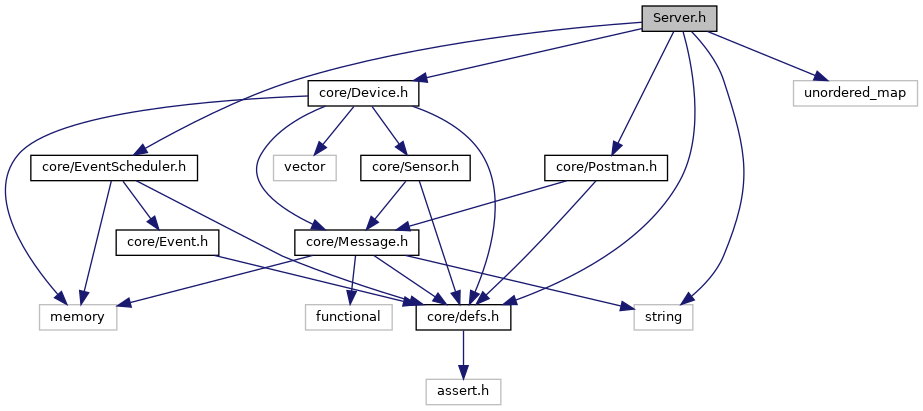 Server.h
core/Device.h
unordered_map
core/EventScheduler.h
vector
core/Sensor.h
core/Postman.h
core/Event.h
core/Message.h
memory
functional
core/defs.h
string
assert.h